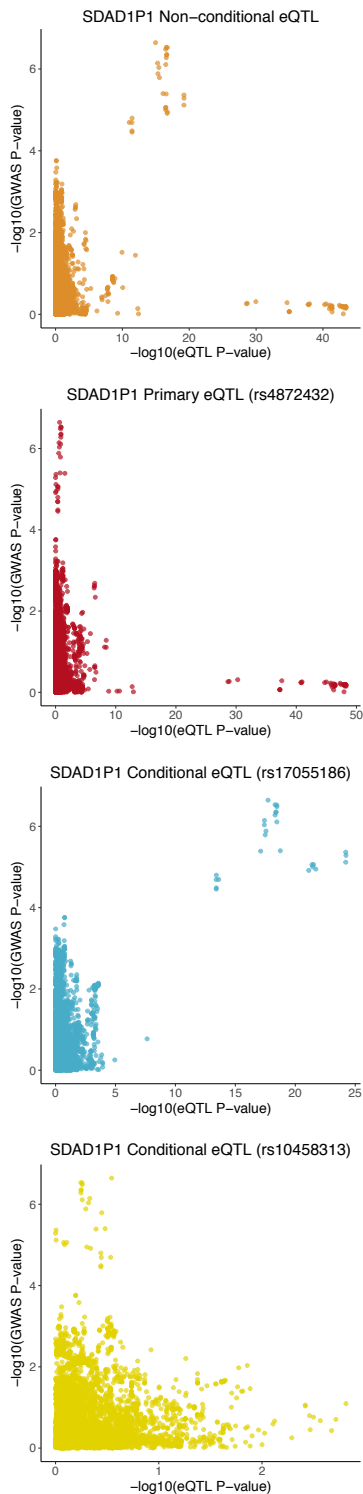 SDAD1P1 Non−conditional eQTL
−log10(GWAS P−value)
6
4
2
0
0 10 20 30 40
−log10(eQTL P−value)
SDAD1P1 Primary eQTL (rs4872432)
−log10(GWAS P−value)
6
4
2
0
0 10 20 30 40 50
−log10(eQTL P−value)
SDAD1P1 Conditional eQTL (rs17055186)
−log10(GWAS P−value)
6
4
2
0
0 5 10 15 20 25
−log10(eQTL P−value)
SDAD1P1 Conditional eQTL (rs10458313)
−log10(GWAS P−value)
6
4
2
0
0 1 2
−log10(eQTL P−value)